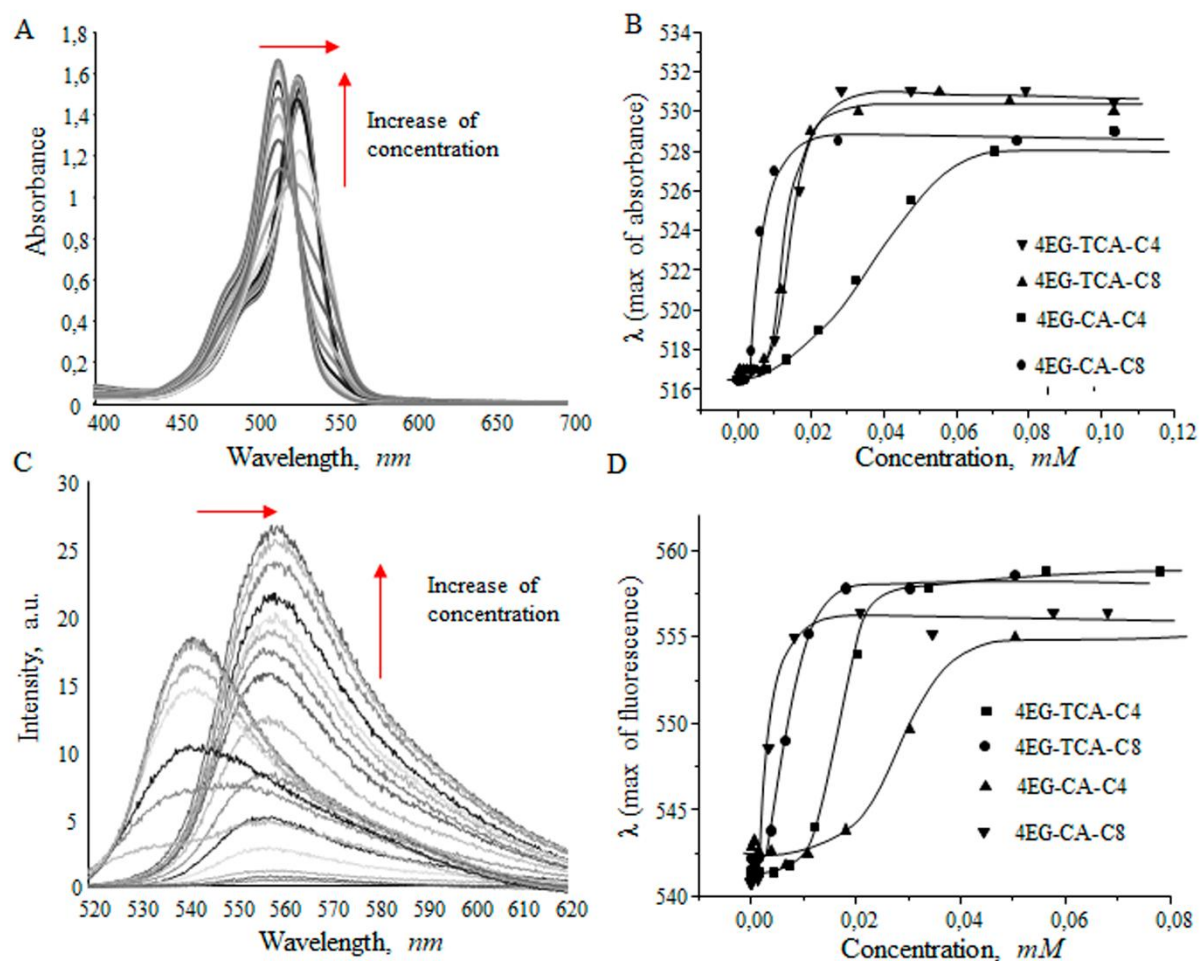 A
1,8
1,6
1,4
1,2
1
0,8
0,6
0,4
0,2
0
400 450 500 550 600 650 700
Absorbance
Wavelength, nm
Increase of
concentration
B
534
532
530
528
526
524
522
520
518
516
0,00 0,02 0,04 0,06 0,08 0,10 0,12
λ (max of absorbance)
Concentration, mM
4EG-TCA-C4
4EG-TCA-C8
4EG-CA-C4
4EG-CA-C8
C
30
25
20
15
10
5
0
520 530 540 550 560 570 580 590 600 610 620
Intensity, a.u.
Wavelength, nm
Increase of
concentration
D
560
555
550
545
540
0,00 0,02 0,04 0,06 0,08
λ (max of fluorescence)
Concentration, mM
4EG-TCA-C4
4EG-TCA-C8
4EG-CA-C4
4EG-CA-C8